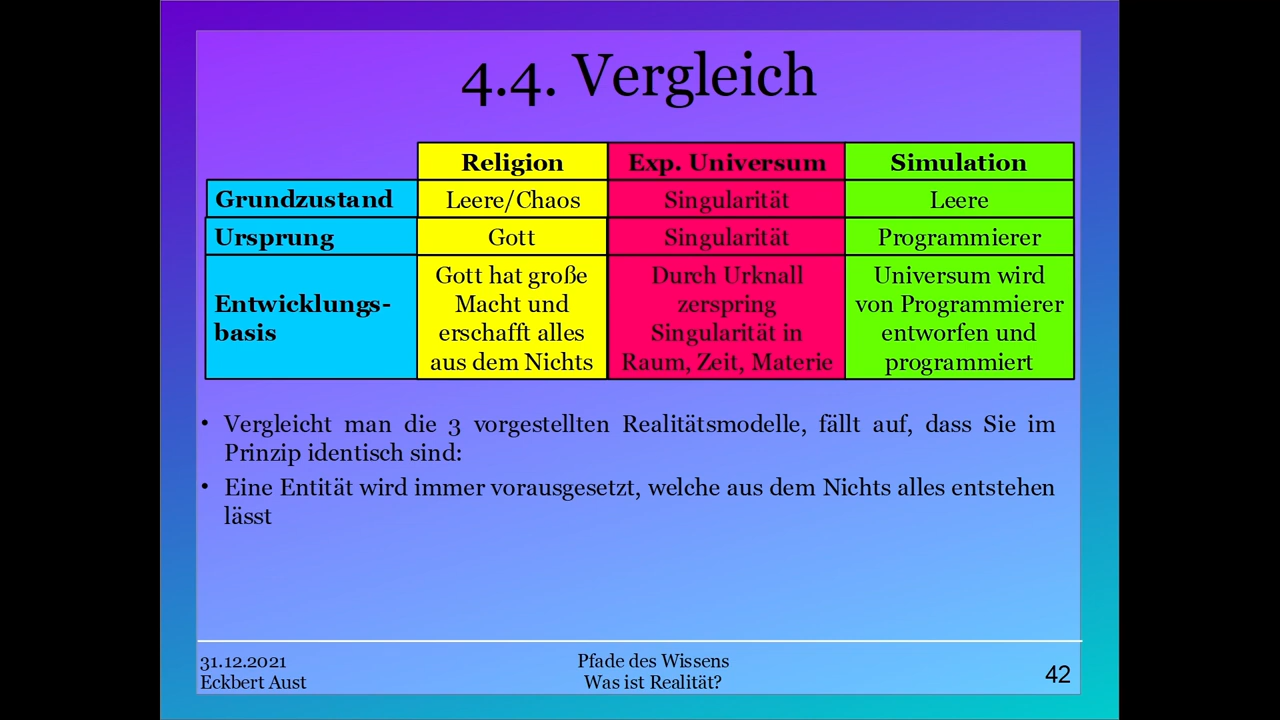 4.4. Vergleich
Religion Exp. Universum Simulation
Grundzustand Leere/Chaos Singularität Leere
Ursprung Gott Singularität Programmierer
Entwicklungs-
basis
Gott hat große
Macht und
erschafft alles
aus dem Nichts
Durch Urknall
zerspring
Singularität in
Raum, Zeit, Materie
Universum wird
von Programmierer
entworfen und
programmiert
• Vergleicht man die 3 vorgestellten Realitätsmodelle, fällt auf, dass Sie im
Prinzip identisch sind:
• Eine Entität wird immer vorausgesetzt, welche aus dem Nichts alles entstehen
lässt
31.12.2021
Eckbert Aust
Pfade des Wissens
Was ist Realität?
42